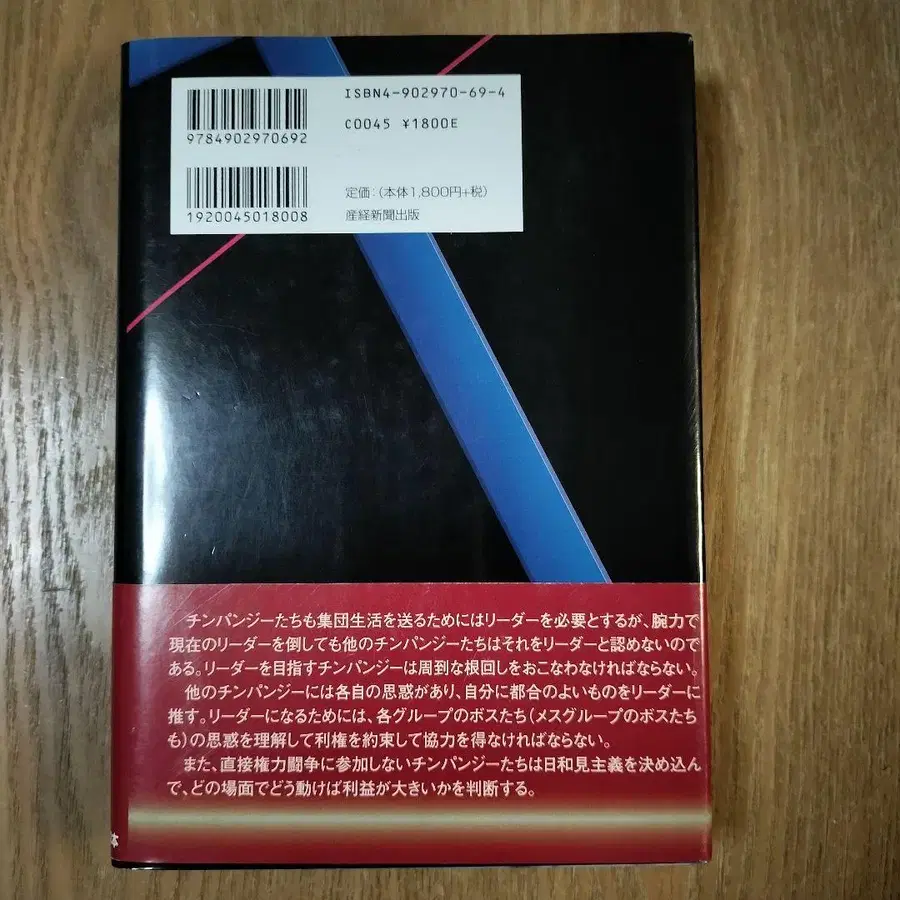 ISBN4-902970-69-4
C0045 ¥1800E
9784902970692
1920045018008
定価:(本体1,800円+税)
産経新聞出版
チンパンジーたちも集団生活を送るためにはリーダーを必要とするが、腕力で
現在のリーダーを倒しても他のチンパンジーたちはそれをリーダーと認めないので
ある。リーダーを目指すチンパンジーは周到な根回しをおこなわなければならない。
他のチンパンジーには各自の思惑があり、自分に都合のよいものをリーダーに
推す。リーダーになるためには、各グループのボスたち(メスグループのボスたち
も)の思惑を理解して利権を約束して協力を得なければならない。
また、直接権力闘争に参加しないチンパンジーたちは日和見主義を決め込ん
で、どの場面でどう動けば利益が大きいかを判断する。
体